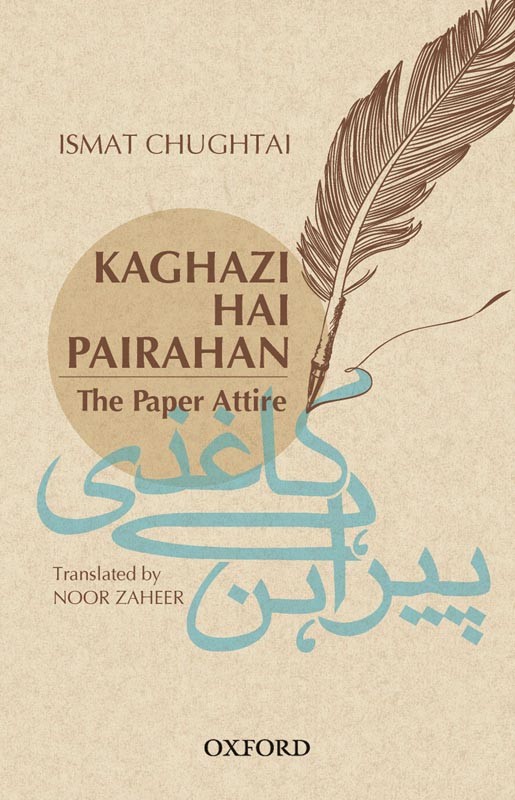 ISMAT CHUGHTAI
KAGHAZI
HAI
PAIRAHAN
The Paper Attire
کاغذی
ہے
پیراہن
Translated by
NOOR ZAHEER
OXFORD